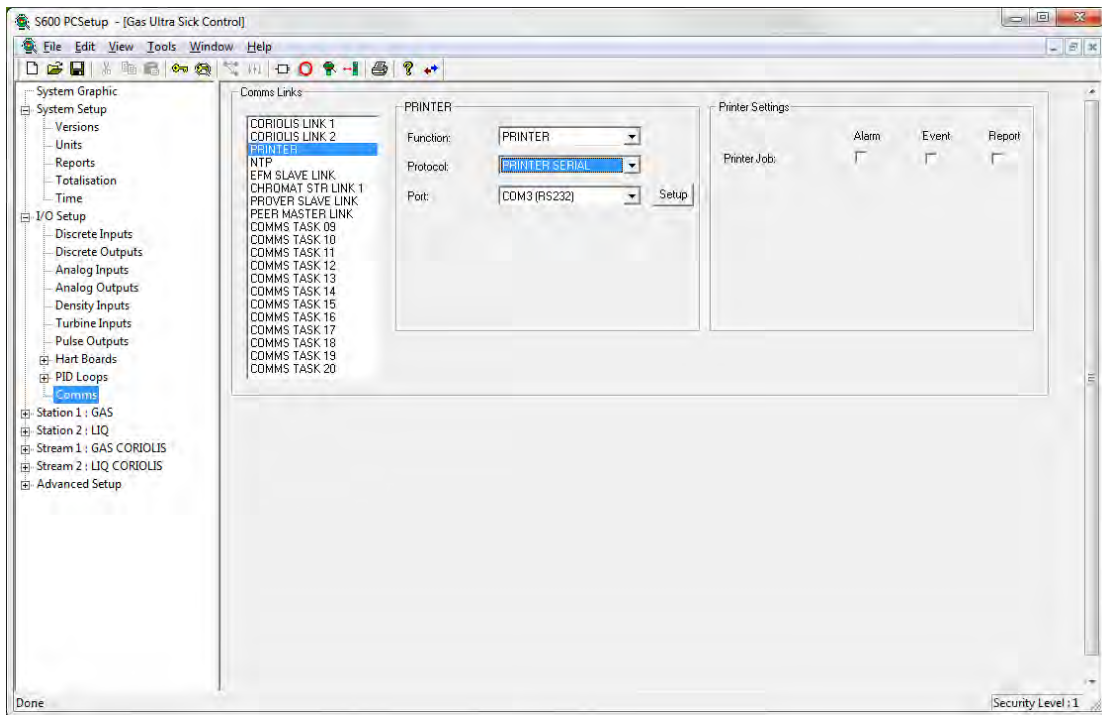 S600 PCSetup - [Gas Ultra Sick Control]
File Edit View Tools Window Help
System Graphic
System Setup
Versions
Units
Reports
Totalisation
Time
I/O Setup
Discrete Inputs
Discrete Outputs
Analog Inputs
Analog Outputs
Density Inputs
Turbine Inputs
Pulse Outputs
Hart Boards
PID Loops
Comms
Station 1 : GAS
Station 2 : LIQ
Stream 1 : GAS CORIOLIS
Stream 2 : LIQ CORIOLIS
Advanced Setup
Comms Links
CORIOLIS LINK 1
CORIOLIS LINK 2
PRINTER
NTP
EFM SLAVE LINK
CHROMAT STR LINK 1
PROVER SLAVE LINK
PEER MASTER LINK
COMMS TASK 09
COMMS TASK 10
COMMS TASK 11
COMMS TASK 12
COMMS TASK 13
COMMS TASK 14
COMMS TASK 15
COMMS TASK 16
COMMS TASK 17
COMMS TASK 18
COMMS TASK 19
COMMS TASK 20
PRINTER
Function: PRINTER
Protocol: PRINTER SERIAL
Port: COM3 (RS232) Setup
Printer Settings
Alarm Event Report
Printer Job:
Done Security Level : 1